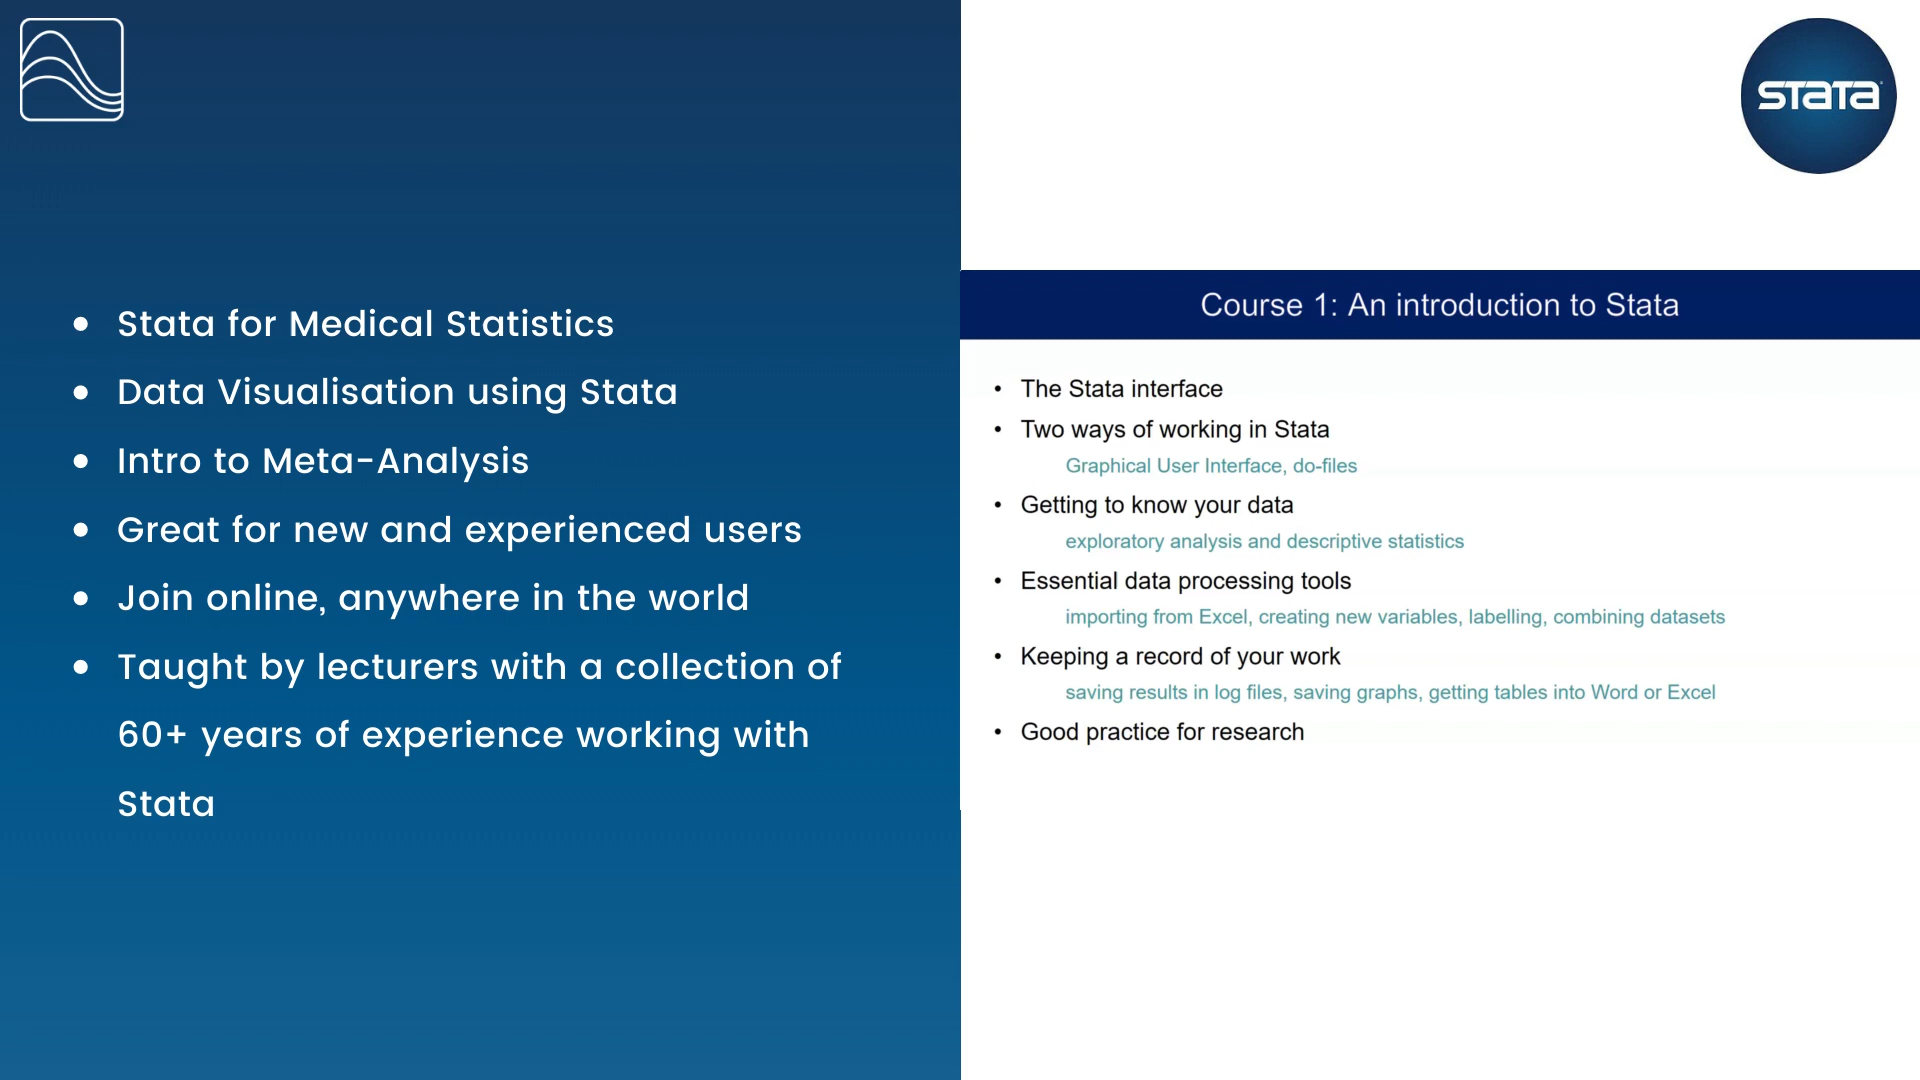 Stata for Medical Statistics
Data Visualisation using Stata
Intro to Meta-Analysis
Great for new and experienced users
Join online, anywhere in the world
Taught by lecturers with a collection of
60+ years of experience working with
Stata
stata
Course 1: An introduction to Stata
The Stata interface
Two ways of working in Stata
Graphical User Interface, do-files
Getting to know your data
exploratory analysis and descriptive statistics
Essential data processing tools
importing from Excel, creating new variables, labelling, combining datasets
Keeping a record of your work
saving results in log files, saving graphs, getting tables into Word or Excel
Good practice for research